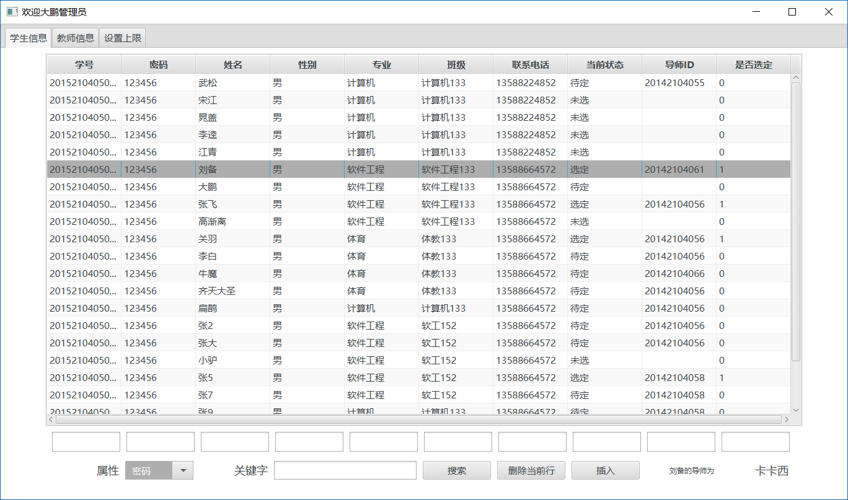 欢迎大鹏管理员
学生信息 教师信息 设置上限
学号 密码 姓名 性别 专业 班级 联系电话 当前状态 导师ID 是否选定
20152104050... 123456 武松 男 计算机 计算机133 13588224852 待定 20142104055 0
20152104050... 123456 宋江 男 计算机 计算机133 13588224852 未选 0
20152104050... 123456 晁盖 男 计算机 计算机133 13588224852 未选 0
20152104050... 123456 李逵 男 计算机 计算机133 13588224852 未选 0
20152104050... 123456 江青 男 计算机 计算机133 13588224852 未选 0
20152104050... 123456 刘备 男 软件工程 软件工程133 13588664572 选定 20142104061 1
20152104050... 123456 大鹏 男 软件工程 软件工程133 13588664572 待定 0
20152104050... 123456 张飞 男 软件工程 软件工程133 13588664572 选定 20142104056 1
20152104050... 123456 高渐离 男 软件工程 软件工程133 13588664572 未选 0
20152104050... 123456 关羽 男 体育 体教133 13588664572 选定 20142104056 1
20152104050... 123456 李白 男 体育 体教133 13588664572 待定 20142104056 0
20152104050... 123456 牛魔 男 体育 体教133 13588664572 待定 20142104066 0
20152104050... 123456 齐天大圣 男 体育 体教133 13588664572 待定 20142104056 0
20152104050... 123456 扁鹊 男 计算机 计算机133 13588664572 待定 20142104056 0
20152104050... 123456 张2 男 软件工程 软工152 13588664572 待定 20142104056 0
20152104050... 123456 张大 男 软件工程 软工152 13588664572 待定 20142104056 0
20152104050... 123456 小驴 男 软件工程 软工152 13588664572 未选 0
20152104050... 123456 张5 男 软件工程 软工152 13588664572 选定 20142104058 1
20152104050... 123456 张7 男 软件工程 软工152 13588664572 待定 20142104058 0
20152104050... 123456 张9 男 计算机 计算机133 13588664572 待定 20142104058 0
属性 密码 关键字 搜索 删除当前行 插入 刘备的导师为 卡卡西